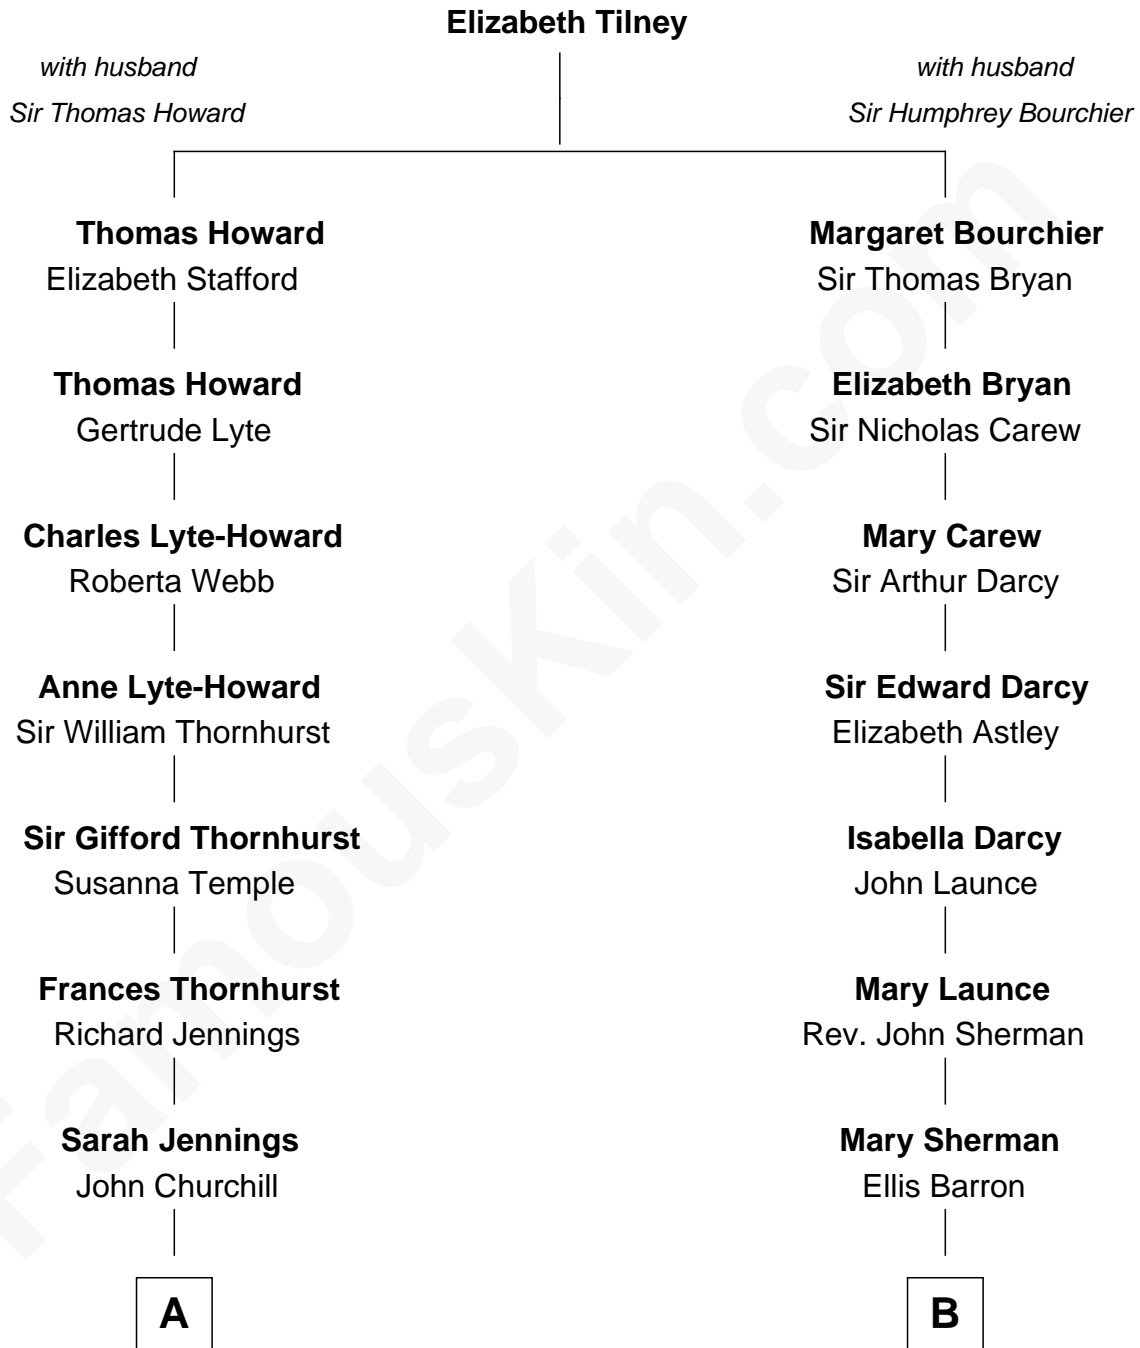 Elizabeth Tilney
with husband
Sir Thomas Howard
with husband
Sir Humphrey Bourchier
Thomas Howard
Elizabeth Stafford
Margaret Bourchier
Sir Thomas Bryan
Thomas Howard
Gertrude Lyte
Elizabeth Bryan
Sir Nicholas Carew
Charles Lyte-Howard
Roberta Webb
Mary Carew
Sir Arthur Darcy
Anne Lyte-Howard
Sir William Thornhurst
Sir Edward Darcy
Elizabeth Astley
Sir Gifford Thornhurst
Susanna Temple
Isabella Darcy
John Launce
Frances Thornhurst
Richard Jennings
Mary Launce
Rev. John Sherman
Sarah Jennings
John Churchill
Mary Sherman
Ellis Barron
A
B
FamousKin.com